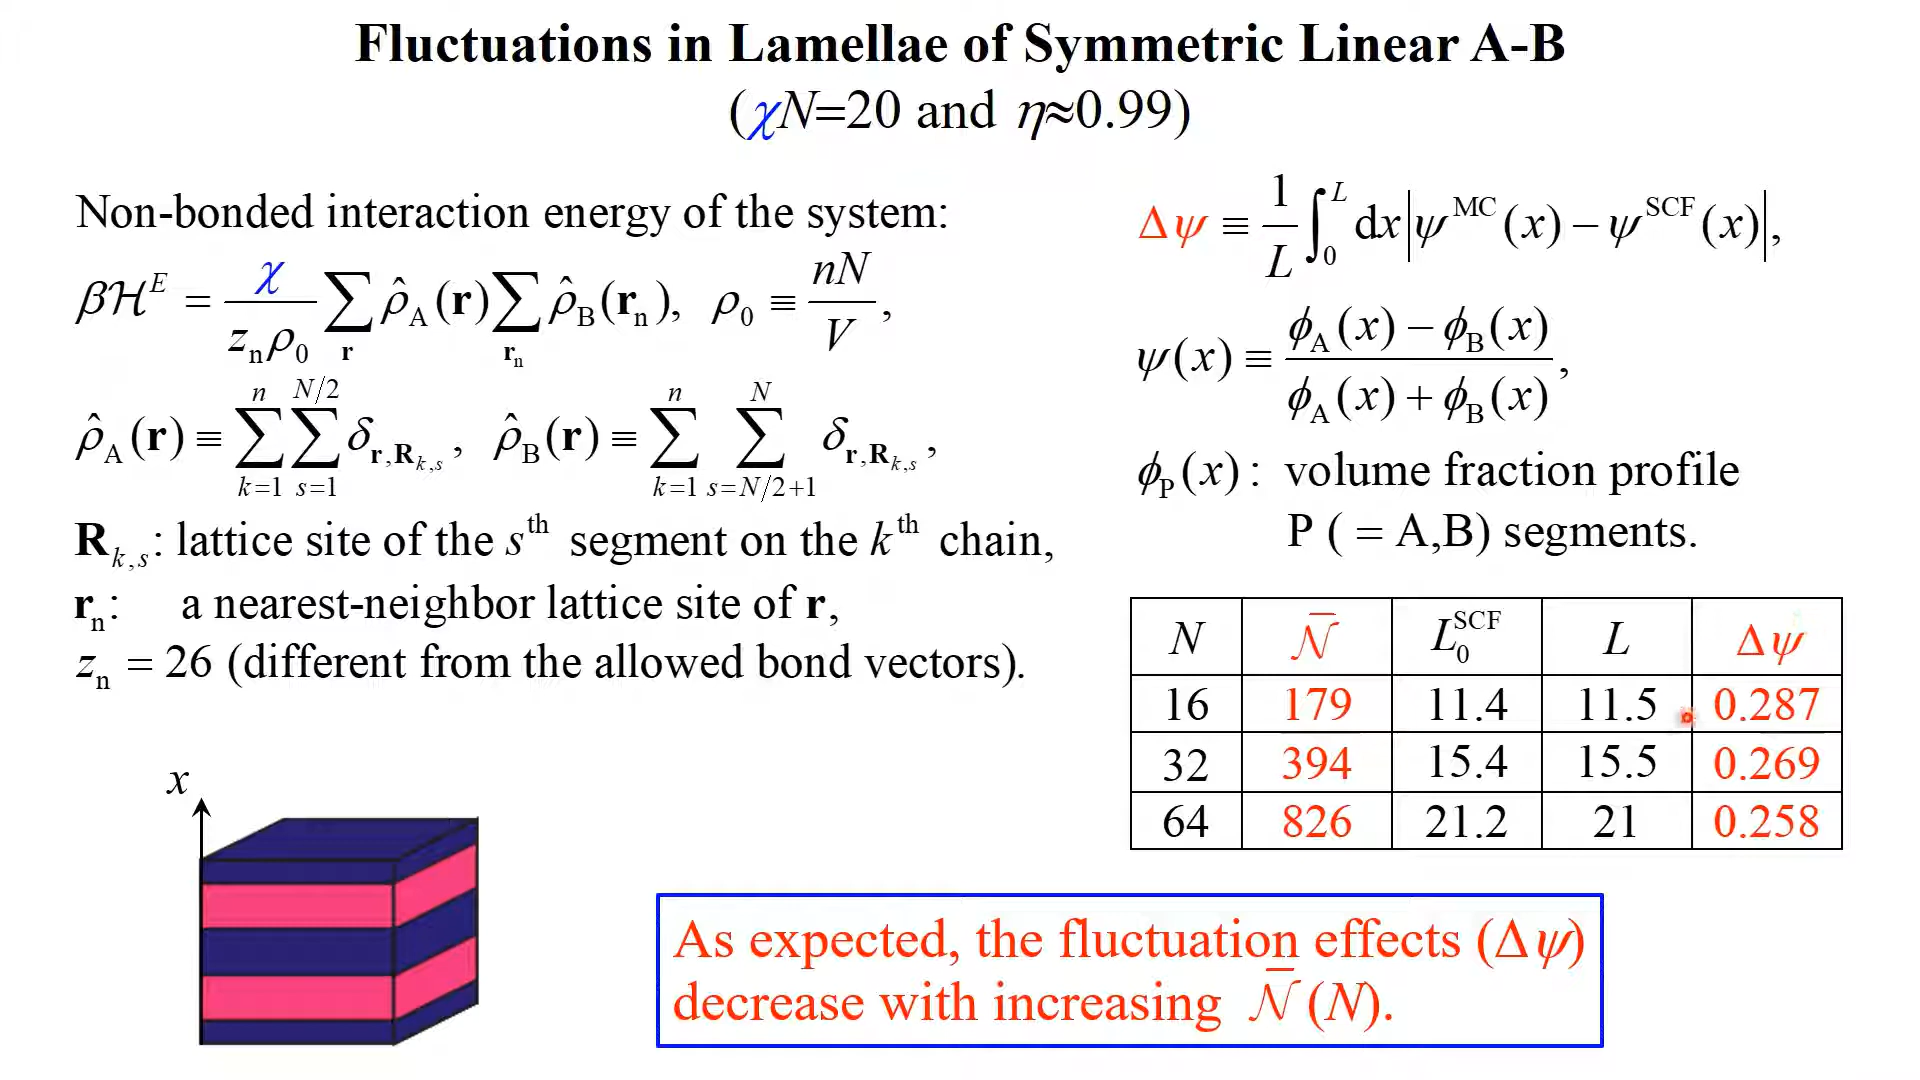 Fluctuations in Lamellae of Symmetric Linear A-B
(χN=20 and η≈0.99)
Non-bonded interaction energy of the system:
βℋ^E = χ/(z_n ρ_0) ∑_r ρ̂_A(r) ∑_{r_n} ρ̂_B(r_n), ρ_0 ≡ nN/V,
ρ̂_A(r) ≡ ∑_{k=1}^{n} ∑_{s=1}^{N/2} δ_{r,R_{k,s}}, ρ̂_B(r) ≡ ∑_{k=1}^{n} ∑_{s=N/2+1}^{N} δ_{r,R_{k,s}},
R_{k,s}: lattice site of the s^th segment on the k^th chain,
r_n: a nearest-neighbor lattice site of r,
z_n = 26 (different from the allowed bond vectors).
Δψ ≡ 1/L ∫_0^L dx|ψ^MC(x) − ψ^SCF(x)|,
ψ(x) ≡ (ϕ_A(x) − ϕ_B(x))/(ϕ_A(x) + ϕ_B(x)),
ϕ_P(x): volume fraction profile
P ( = A,B) segments.
N 𝒩̄ L_0^SCF L Δψ
16 179 11.4 11.5 0.287
32 394 15.4 15.5 0.269
64 826 21.2 21 0.258
x
As expected, the fluctuation effects (Δψ)
decrease with increasing 𝒩̄ (N).